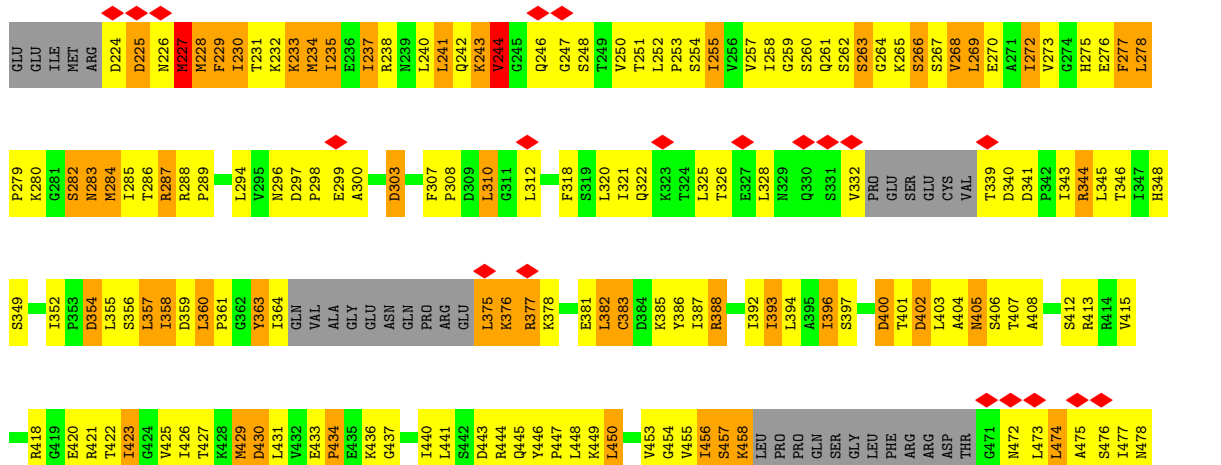 GLU GLU ILE MET ARG D224 D225 N226 M227 M228 F229 I230 T231 K232 K233 M234 I235 E236 I237 R238 N239 L240 L241 Q242 K243 V244 G245 Q246 G247 S248 T249 V250 T251 L252 P253 S254 I255 V256 V257 I258 G259 S260 Q261 S262 S263 G264 K265 S266 S267 V268 L269 E270 A271 I272 V273 G274 H275 E276 F277 L278
P279 K280 G281 S282 N283 M284 I285 T286 R287 R288 P289 L294 V295 N296 D297 P298 E299 A300 D303 F307 P308 D309 L310 G311 L312 F318 S319 L320 I321 Q322 K323 T324 L325 T326 E327 L328 N329 Q330 S331 V332 PRO GLU SER GLU CYS VAL T339 D340 D341 P342 I343 R344 L345 T346 I347 H348
S349 I352 P353 D354 L355 S356 L357 I358 D359 L360 P361 G362 Y363 I364 GLN VAL ALA GLY GLU ASN GLN PRO ARG GLU L375 K376 R377 K378 E381 L382 C383 D384 K385 Y386 I387 R388 I392 I393 L394 A395 I396 S397 D400 T401 D402 L403 A404 N405 S406 T407 A408 S412 R413 R414 V415
R418 G419 E420 R421 T422 I423 G424 V425 I426 T427 K428 M429 D430 L431 V432 E433 P434 E435 K436 G437 I440 L441 S442 D443 R444 Q445 Y446 P447 L448 K449 L450 V453 G454 V455 I456 S457 K458 LEU PRO PRO GLN SER GLY LEU PHE ARG ARG ASP THR G471 N472 L473 L474 A475 S476 I477 N478